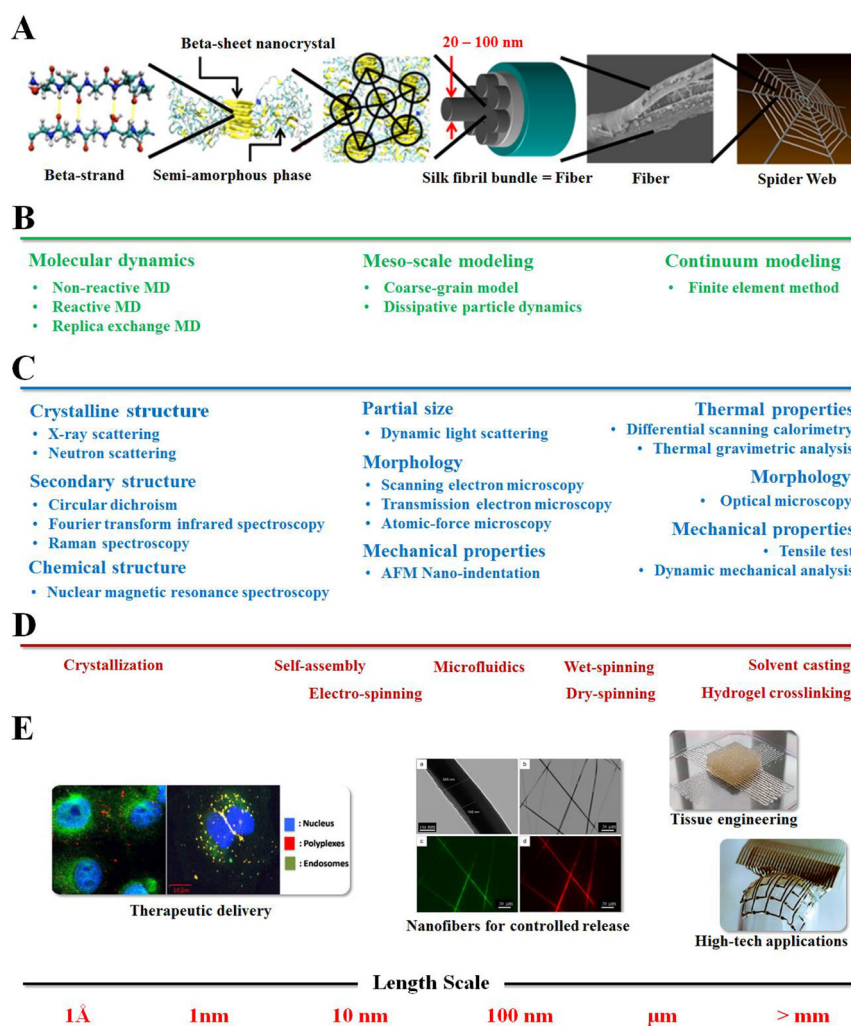 A
Beta-sheet nanocrystal
20 – 100 nm
Beta-strand
Semi-amorphous phase
Silk fibril bundle = Fiber
Fiber
Spider Web
B
Molecular dynamics
• Non-reactive MD
• Reactive MD
• Replica exchange MD
Meso-scale modeling
• Coarse-grain model
• Dissipative particle dynamics
Continuum modeling
• Finite element method
C
Crystalline structure
• X-ray scattering
• Neutron scattering
Secondary structure
• Circular dichroism
• Fourier transform infrared spectroscopy
• Raman spectroscopy
Chemical structure
• Nuclear magnetic resonance spectroscopy
Partial size
• Dynamic light scattering
Morphology
• Scanning electron microscopy
• Transmission electron microscopy
• Atomic-force microscopy
Mechanical properties
• AFM Nano-indentation
Thermal properties
• Differential scanning calorimetry
• Thermal gravimetric analysis
Morphology
• Optical microscopy
Mechanical properties
• Tensile test
• Dynamic mechanical analysis
D
Crystallization
Self-assembly
Microfluidics
Wet-spinning
Solvent casting
Electro-spinning
Dry-spinning
Hydrogel crosslinking
E
: Nucleus
: Polyplexes
: Endosomes
Therapeutic delivery
a
b
c
d
Nanofibers for controlled release
Tissue engineering
High-tech applications
Length Scale
1Å
1nm
10 nm
100 nm
μm
> mm